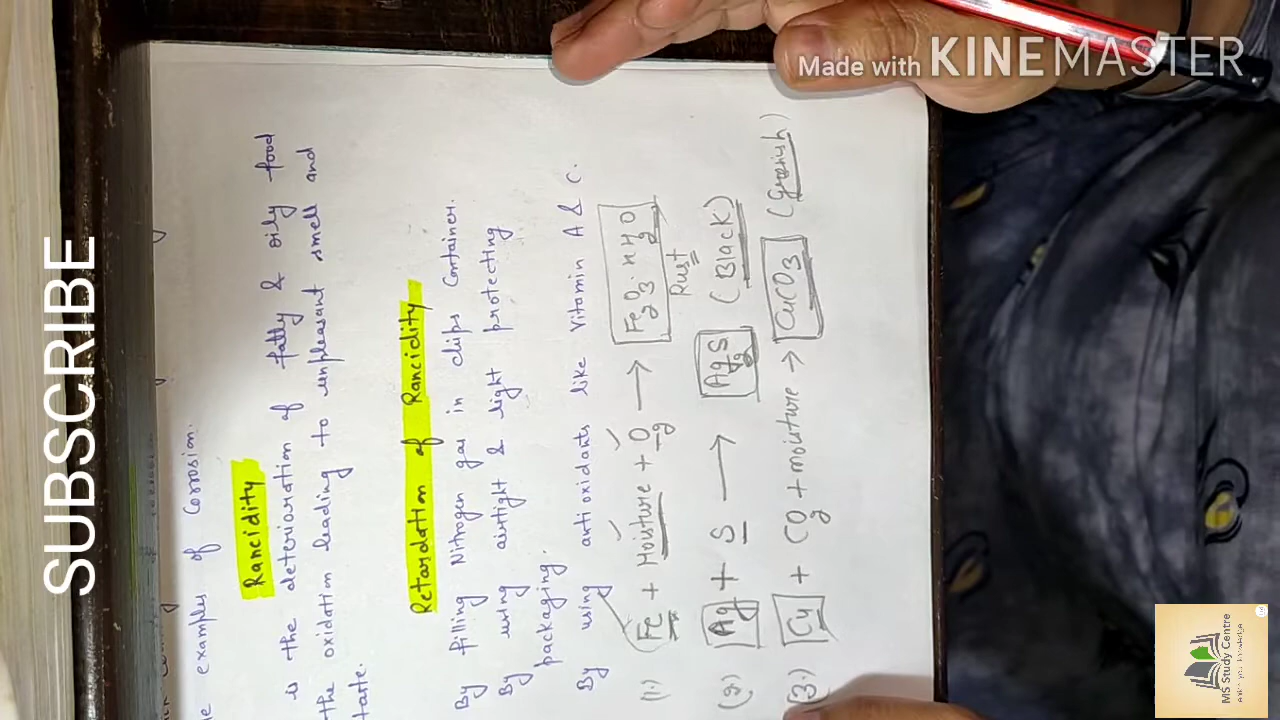 SUBSCRIBE
Made with KINEMASTER
examples of Corrosion.
Rancidity
is the deterioration of fatty & oily food
the oxidation leading to unpleasant smell and
Retardation of Rancidity
By filling Nitrogen gas in chips Container.
By using airtight & light protecting
packaging.
By using antioxidants like Vitamin A & C.
(1.) Fe + Moisture + O2 → Fe2O3.xH2O
Rust
(2.) Ag + S → Ag2S (Black)
(3.) Cu + CO2 + moisture → CuCO3 (greenish)
MS Study Centre